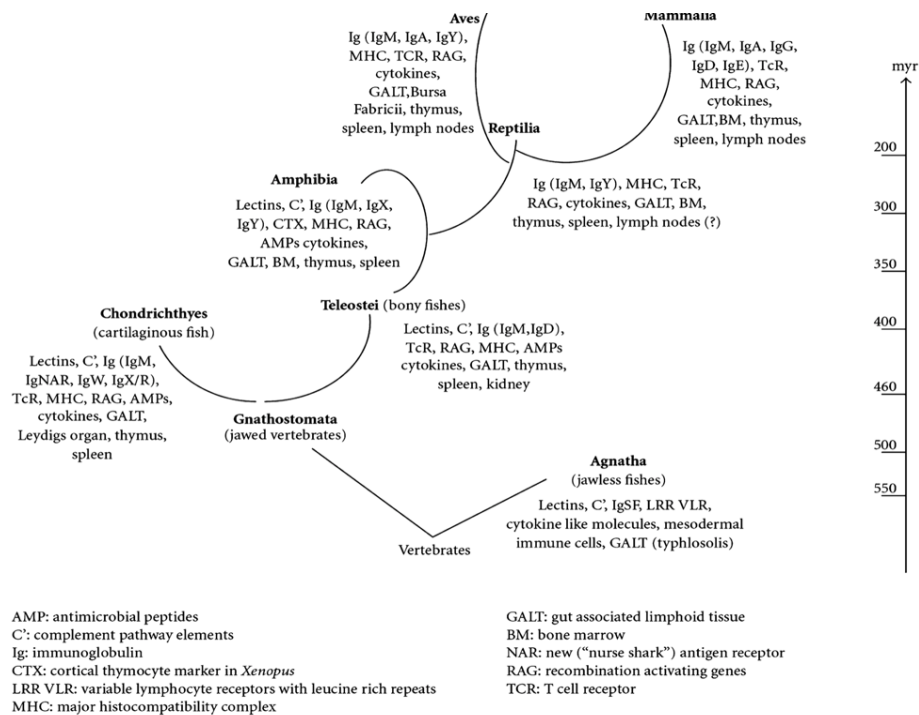 Aves
Ig (IgM, IgA, IgY),
MHC, TCR, RAG,
cytokines,
GALT,Bursa
Fabricii, thymus,
spleen, lymph nodes
Mammalia
Ig (IgM, IgA, IgG,
IgD, IgE), TcR,
MHC, RAG,
cytokines,
GALT,BM, thymus,
spleen, lymph nodes
myr
Reptilia
Ig (IgM, IgY), MHC, TcR,
RAG, cytokines, GALT, BM,
thymus, spleen, lymph nodes (?)
200
Amphibia
Lectins, C’, Ig (IgM, IgX,
IgY), CTX, MHC, RAG,
AMPs cytokines,
GALT, BM, thymus, spleen
300
350
Teleostei (bony fishes)
Lectins, C’, Ig (IgM,IgD),
TcR, RAG, MHC, AMPs
cytokines, GALT, thymus,
spleen, kidney
400
Chondrichthyes
(cartilaginous fish)
Lectins, C’, Ig (IgM,
IgNAR, IgW, IgX/R),
TcR, MHC, RAG, AMPs,
cytokines, GALT,
Leydigs organ, thymus,
spleen
460
Gnathostomata
(jawed vertebrates)
500
Agnatha
(jawless fishes)
Lectins, C’, IgSF, LRR VLR,
cytokine like molecules, mesodermal
immune cells, GALT (typhlosolis)
550
Vertebrates
AMP: antimicrobial peptides
C’: complement pathway elements
Ig: immunoglobulin
CTX: cortical thymocyte marker in Xenopus
LRR VLR: variable lymphocyte receptors with leucine rich repeats
MHC: major histocompatibility complex
GALT: gut associated limphoid tissue
BM: bone marrow
NAR: new (“nurse shark”) antigen receptor
RAG: recombination activating genes
TCR: T cell receptor